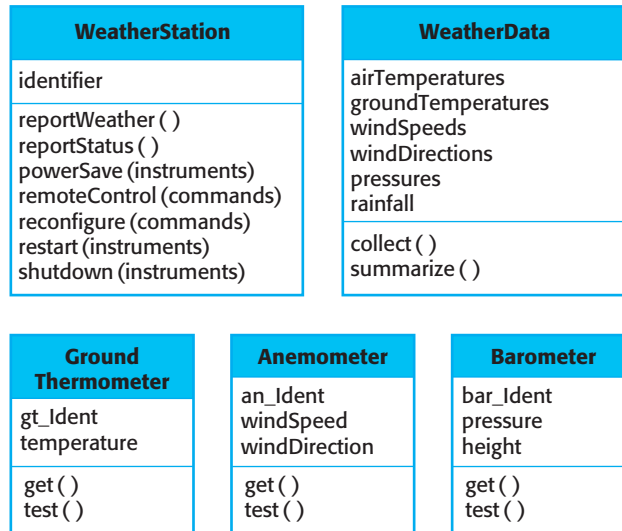 WeatherStation
identifier
reportWeather ( )
reportStatus ( )
powerSave (instruments)
remoteControl (commands)
reconfigure (commands)
restart (instruments)
shutdown (instruments)
WeatherData
airTemperatures
groundTemperatures
windSpeeds
windDirections
pressures
rainfall
collect ( )
summarize ( )
Ground
Thermometer
gt_Ident
temperature
get ( )
test ( )
Anemometer
an_Ident
windSpeed
windDirection
get ( )
test ( )
Barometer
bar_Ident
pressure
height
get ( )
test ( )